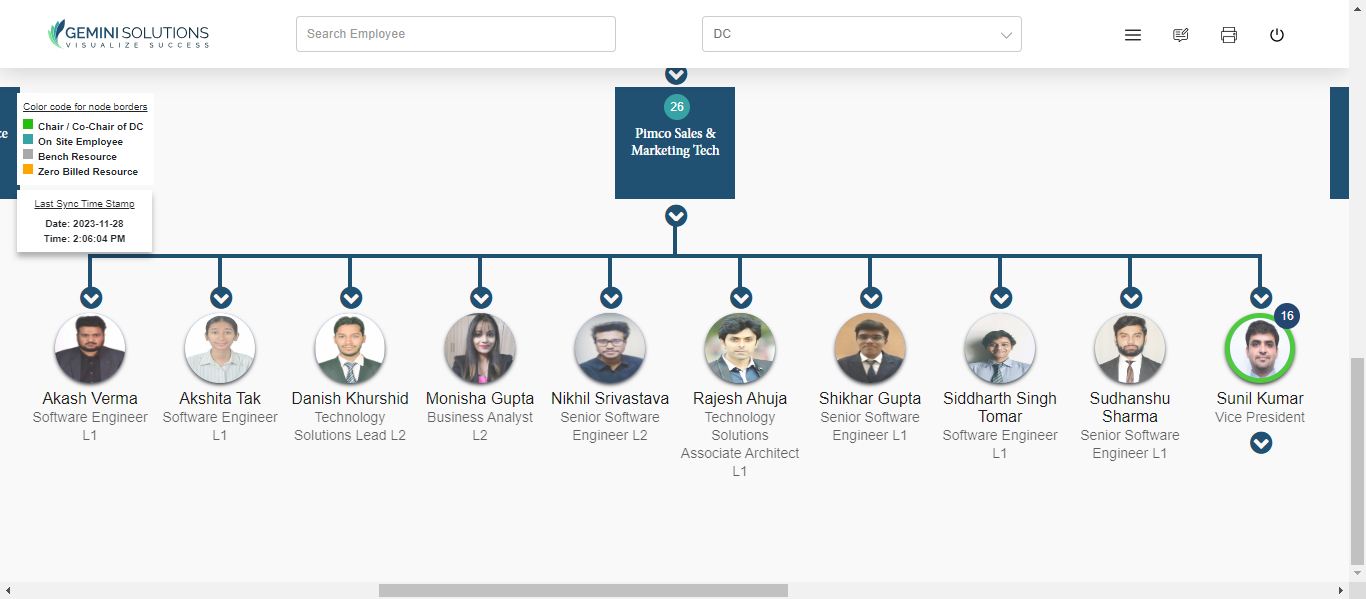 GEMINI SOLUTIONS
VISUALIZE SUCCESS
Search Employee
DC
ce
Color code for node borders
Chair / Co-Chair of DC
On Site Employee
Bench Resource
Zero Billed Resource
Last Sync Time Stamp
Date: 2023-11-28
Time: 2:06:04 PM
26
Pimco Sales &
Marketing Tech
Akash Verma
Software Engineer
L1
Akshita Tak
Software Engineer
L1
Danish Khurshid
Technology
Solutions Lead L2
Monisha Gupta
Business Analyst
L2
Nikhil Srivastava
Senior Software
Engineer L2
Rajesh Ahuja
Technology
Solutions
Associate Architect
L1
Shikhar Gupta
Senior Software
Engineer L1
Siddharth Singh
Tomar
Software Engineer
L1
Sudhanshu
Sharma
Senior Software
Engineer L1
16
Sunil Kumar
Vice President